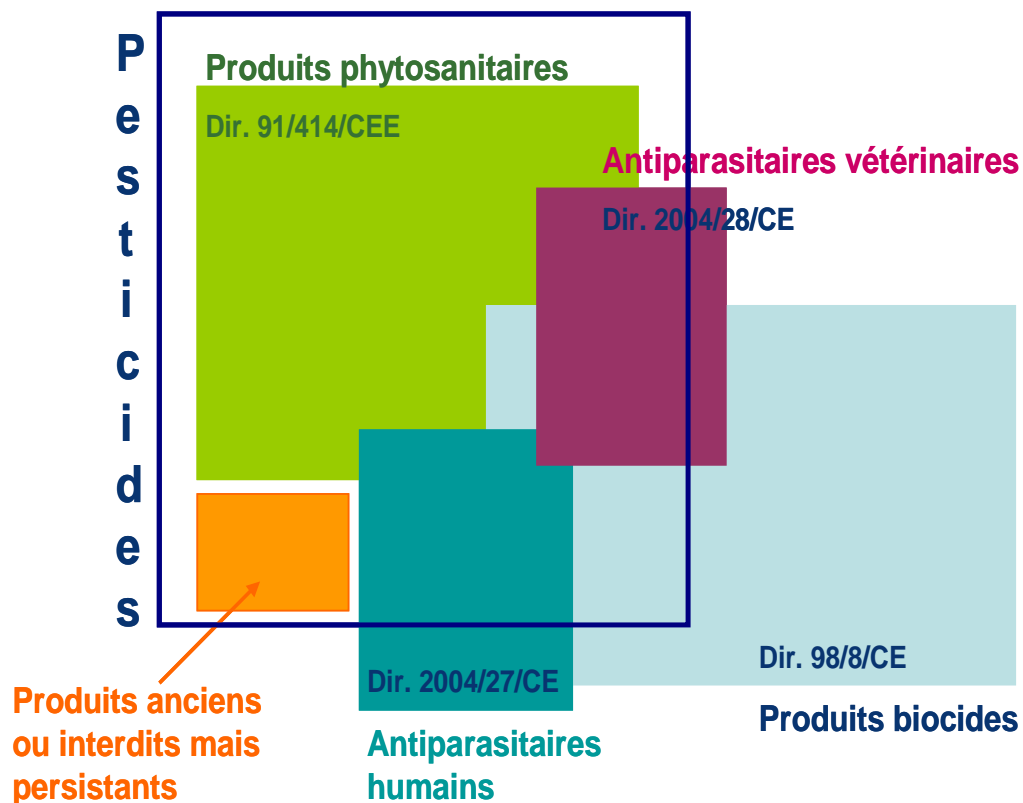 Pesticides
Produits phytosanitaires
Dir. 91/414/CEE
Antiparasitaires vétérinaires
Dir. 2004/28/CE
Dir. 98/8/CE
Produits biocides
Dir. 2004/27/CE
Antiparasitaires
humains
Produits anciens
ou interdits mais
persistants